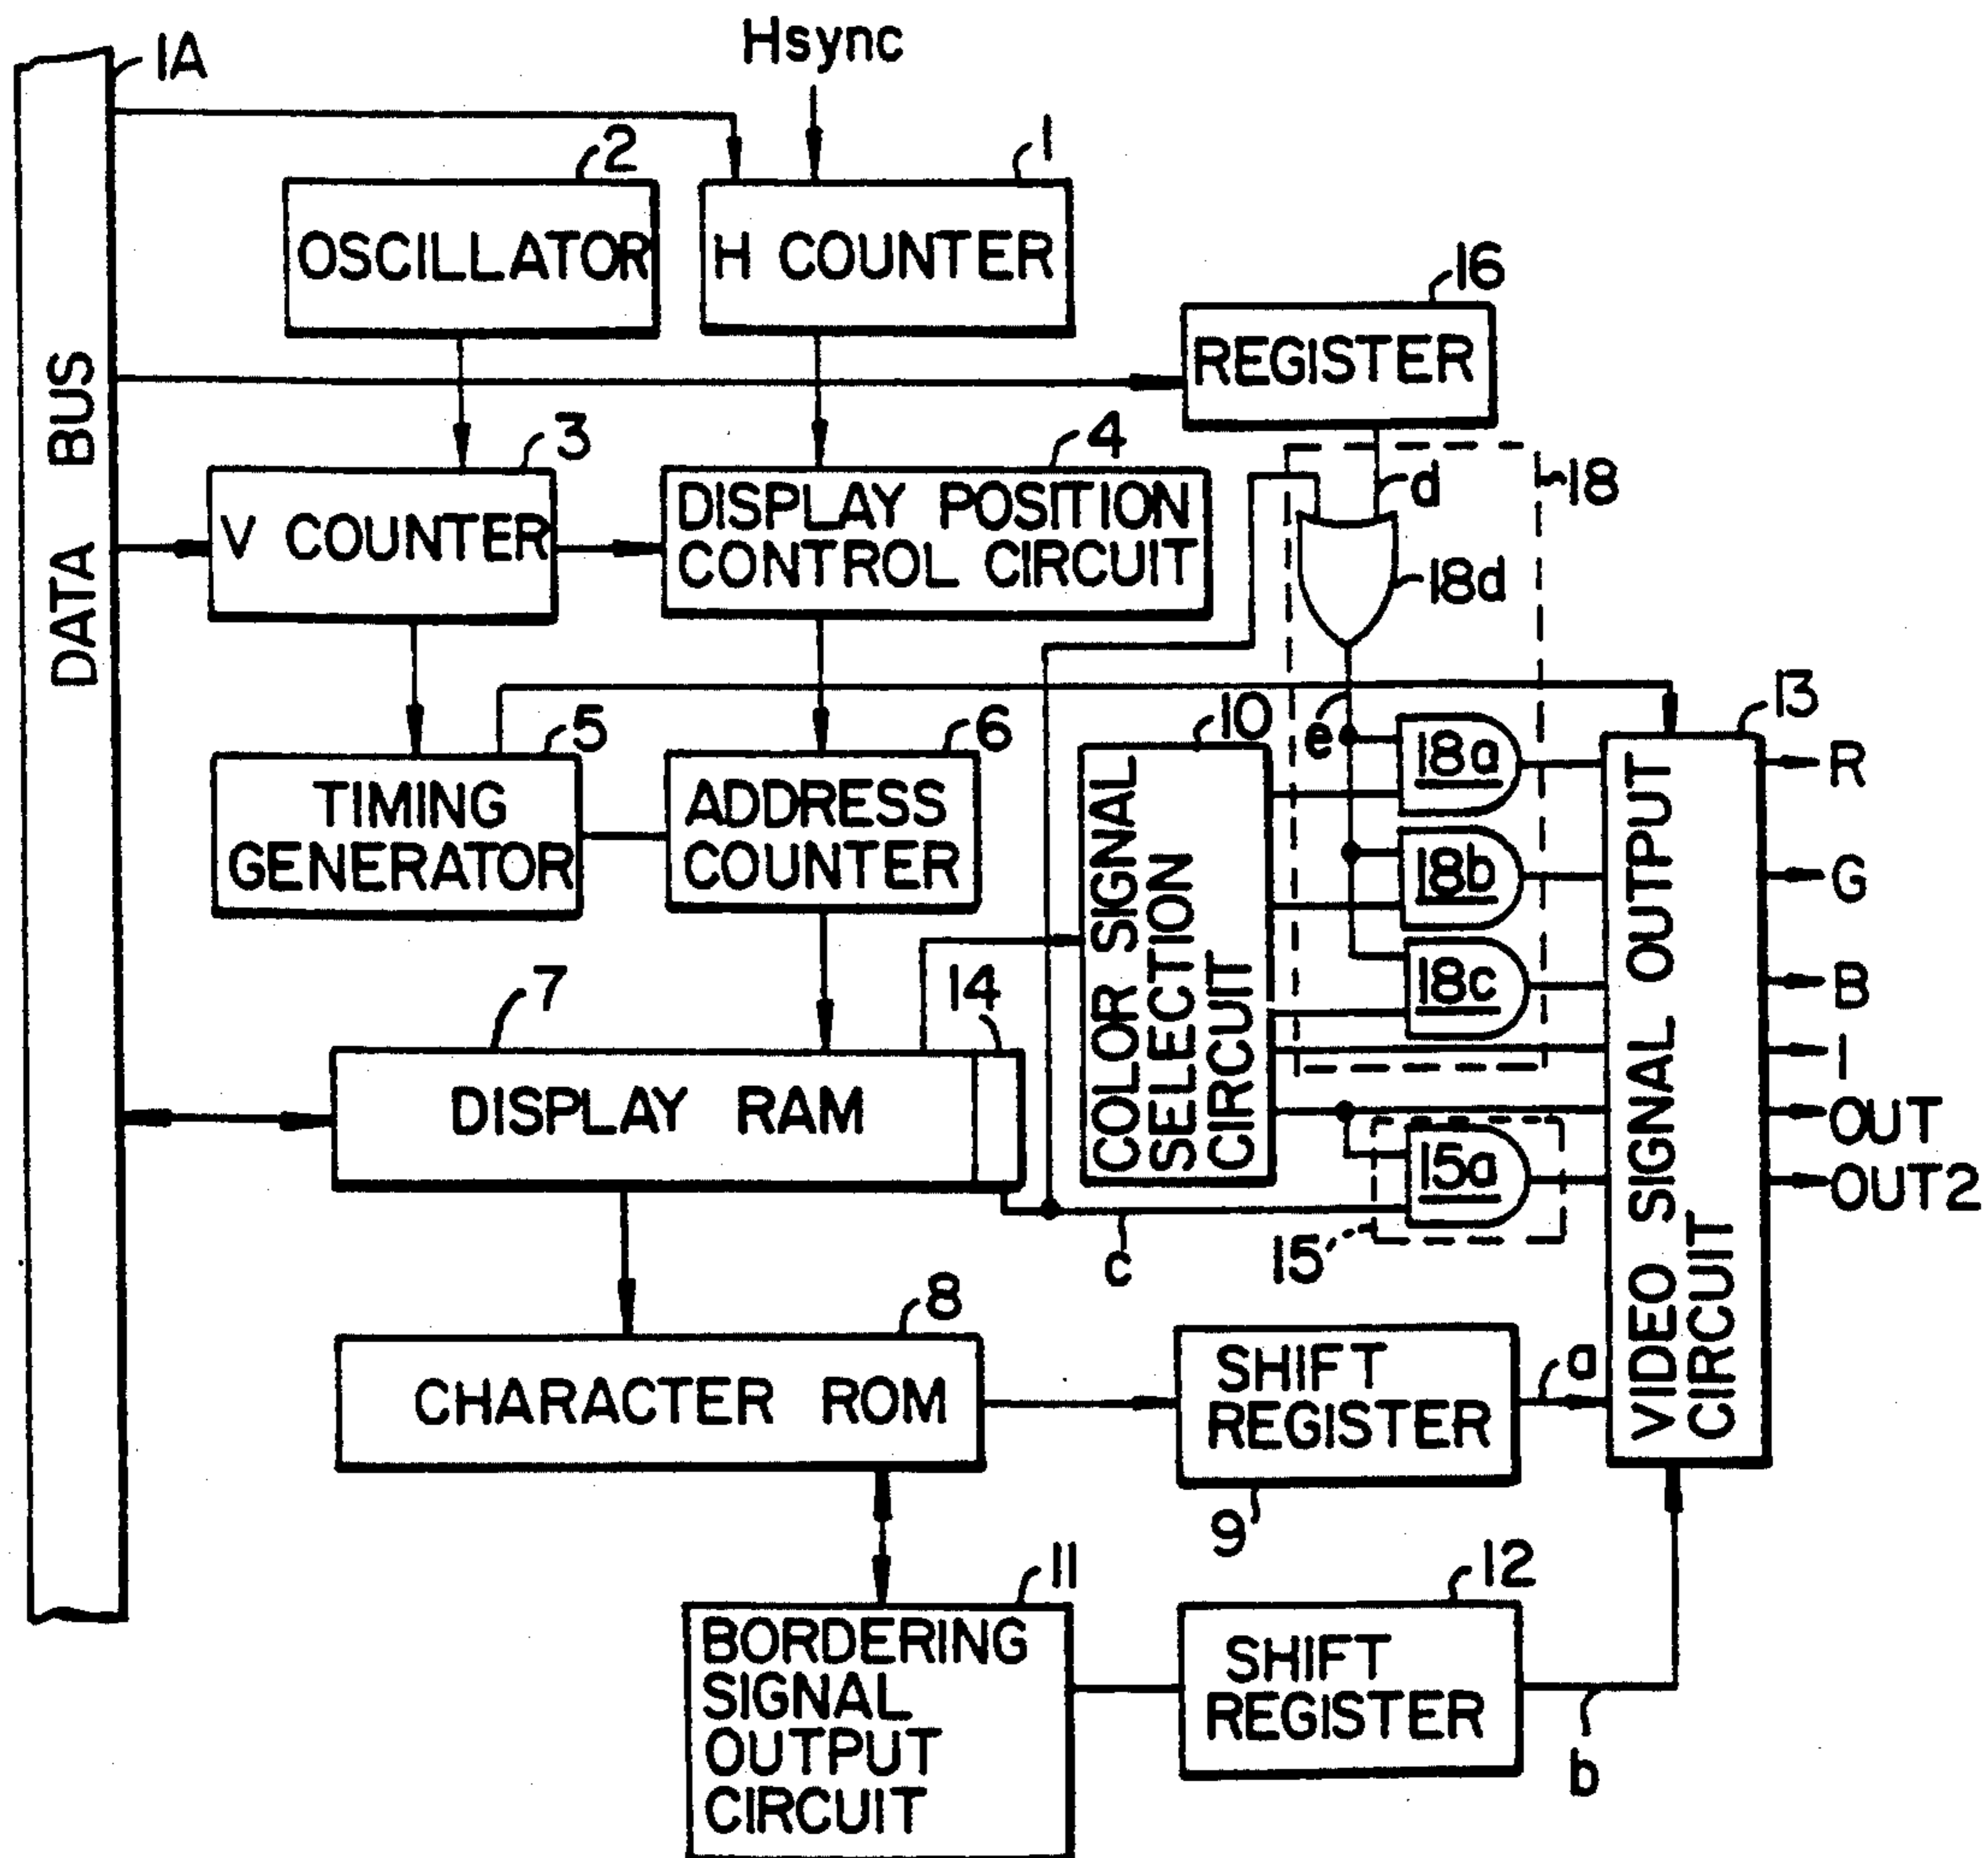 1A
Hsync
2
1
OSCILLATOR
H COUNTER
16
REGISTER
DATA BUS
3
4
d
18
V COUNTER
DISPLAY POSITION
CONTROL CIRCUIT
18d
5
6
10
e
13
TIMING
GENERATOR
ADDRESS
COUNTER
COLOR SIGNAL
SELECTION
CIRCUIT
18a
18b
18c
VIDEO SIGNAL OUTPUT
CIRCUIT
R
G
B
I
OUT
OUT2
7
14
DISPLAY RAM
15a
15
c
8
CHARACTER ROM
SHIFT
REGISTER
a
9
11
12
BORDERING
SIGNAL
OUTPUT
CIRCUIT
SHIFT
REGISTER
b